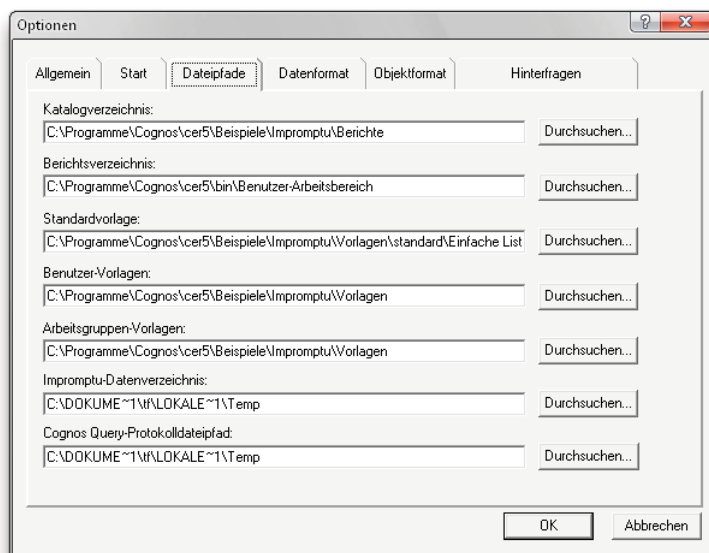 Optionen
Allgemein Start Dateipfade Datenformat Objektformat Hinterfragen
Katalogverzeichnis:
C:\Programme\Cognos\cer5\Beispiele\Impromptu\Berichte Durchsuchen...
Berichtsverzeichnis:
C:\Programme\Cognos\cer5\bin\Benutzer-Arbeitsbereich Durchsuchen...
Standardvorlage:
C:\Programme\Cognos\cer5\Beispiele\Impromptu\Vorlagen\standard\Einfache List Durchsuchen...
Benutzer-Vorlagen:
C:\Programme\Cognos\cer5\Beispiele\Impromptu\Vorlagen Durchsuchen...
Arbeitsgruppen-Vorlagen:
C:\Programme\Cognos\cer5\Beispiele\Impromptu\Vorlagen Durchsuchen...
Impromptu-Datenverzeichnis:
C:\DOKUME~1\tf\LOKALE~1\Temp Durchsuchen...
Cognos Query-Protokolldateipfad:
C:\DOKUME~1\tf\LOKALE~1\Temp Durchsuchen...
OK Abbrechen